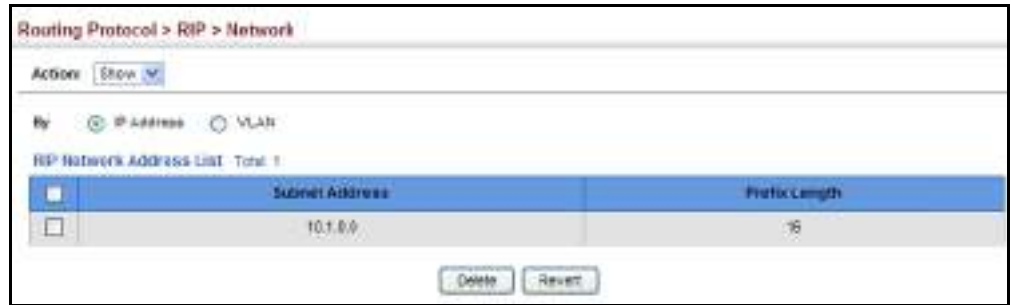 Routing Protocol > RIP > Network
Action: Show
By IP Address VLAN
RIP Network Address List Total: 1
Subnet Address Prefix Length
10.1.0.0 16
Delete Revert